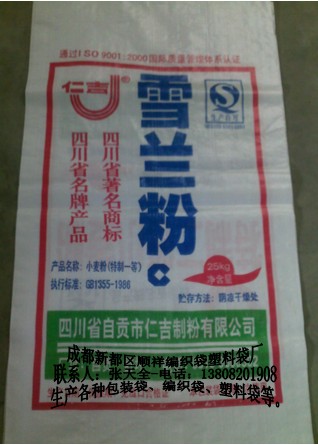 通过ISO 9001:2000国际质量管理体系认证
仁吉
®
雪兰粉
C
四川省著名商标
四川省名牌产品
产品名称：小麦粉(特制一等)
执行标准：GB1355-1986
25kg
净含量
贮存方法：阴凉干燥处
四川省自贡市仁吉制粉有限公司
成都新都区顺祥编织袋塑料袋厂
联系人：张天全—电话：13808201908
生产各种包装袋、编织袋、塑料袋等。